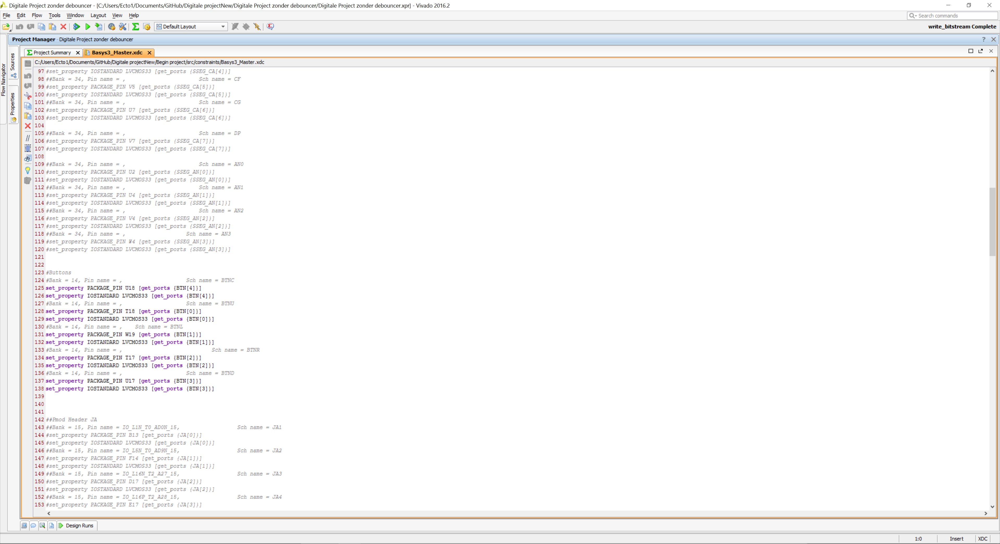 Digitale Project zonder debouncer - [C:/Users/Ecto1/Documents/GitHub/Digitale projectNew/Digitale Project zonder debouncer/Digitale Project zonder debouncer.xpr] - Vivado 2016.2
File Edit Flow Tools Window Layout View Help
Search commands
Default Layout
write_bitstream Complete
Project Manager - Digitale Project zonder debouncer
Project Summary Basys3_Master.xdc
C:/Users/Ecto1/Documents/GitHub/Digitale projectNew/Begin project/src/constraints/Basys3_Master.xdc
Flow Navigator
Sources
Properties
97 #set_property IOSTANDARD LVCMOS33 [get_ports {SSEG_CA[4]}]
98 ##Bank = 34, Pin name = , Sch name = CF
99 #set_property PACKAGE_PIN V5 [get_ports {SSEG_CA[5]}]
100 #set_property IOSTANDARD LVCMOS33 [get_ports {SSEG_CA[5]}]
101 ##Bank = 34, Pin name = , Sch name = CG
102 #set_property PACKAGE_PIN U7 [get_ports {SSEG_CA[6]}]
103 #set_property IOSTANDARD LVCMOS33 [get_ports {SSEG_CA[6]}]
104
105 ##Bank = 34, Pin name = , Sch name = DP
106 #set_property PACKAGE_PIN V7 [get_ports {SSEG_CA[7]}]
107 #set_property IOSTANDARD LVCMOS33 [get_ports {SSEG_CA[7]}]
108
109 ##Bank = 34, Pin name = , Sch name = AN0
110 #set_property PACKAGE_PIN U2 [get_ports {SSEG_AN[0]}]
111 #set_property IOSTANDARD LVCMOS33 [get_ports {SSEG_AN[0]}]
112 ##Bank = 34, Pin name = , Sch name = AN1
113 #set_property PACKAGE_PIN U4 [get_ports {SSEG_AN[1]}]
114 #set_property IOSTANDARD LVCMOS33 [get_ports {SSEG_AN[1]}]
115 ##Bank = 34, Pin name = , Sch name = AN2
116 #set_property PACKAGE_PIN V4 [get_ports {SSEG_AN[2]}]
117 #set_property IOSTANDARD LVCMOS33 [get_ports {SSEG_AN[2]}]
118 ##Bank = 34, Pin name = , Sch name = AN3
119 #set_property PACKAGE_PIN W4 [get_ports {SSEG_AN[3]}]
120 #set_property IOSTANDARD LVCMOS33 [get_ports {SSEG_AN[3]}]
121
122
123 #Buttons
124 #Bank = 14, Pin name = , Sch name = BTNC
125 set_property PACKAGE_PIN U18 [get_ports {BTN[4]}]
126 set_property IOSTANDARD LVCMOS33 [get_ports {BTN[4]}]
127 #Bank = 14, Pin name = , Sch name = BTNU
128 set_property PACKAGE_PIN T18 [get_ports {BTN[0]}]
129 set_property IOSTANDARD LVCMOS33 [get_ports {BTN[0]}]
130 #Bank = 14, Pin name = , Sch name = BTNL
131 set_property PACKAGE_PIN W19 [get_ports {BTN[1]}]
132 set_property IOSTANDARD LVCMOS33 [get_ports {BTN[1]}]
133 #Bank = 14, Pin name = , Sch name = BTNR
134 set_property PACKAGE_PIN T17 [get_ports {BTN[2]}]
135 set_property IOSTANDARD LVCMOS33 [get_ports {BTN[2]}]
136 #Bank = 14, Pin name = , Sch name = BTND
137 set_property PACKAGE_PIN U17 [get_ports {BTN[3]}]
138 set_property IOSTANDARD LVCMOS33 [get_ports {BTN[3]}]
139
140
141
142 ##Pmod Header JA
143 ##Bank = 15, Pin name = IO_L1N_T0_AD0N_15, Sch name = JA1
144 #set_property PACKAGE_PIN B13 [get_ports {JA[0]}]
145 #set_property IOSTANDARD LVCMOS33 [get_ports {JA[0]}]
146 ##Bank = 15, Pin name = IO_L5N_T0_AD9N_15, Sch name = JA2
147 #set_property PACKAGE_PIN F14 [get_ports {JA[1]}]
148 #set_property IOSTANDARD LVCMOS33 [get_ports {JA[1]}]
149 ##Bank = 15, Pin name = IO_L16N_T2_A27_15, Sch name = JA3
150 #set_property PACKAGE_PIN D17 [get_ports {JA[2]}]
151 #set_property IOSTANDARD LVCMOS33 [get_ports {JA[2]}]
152 ##Bank = 15, Pin name = IO_L16P_T2_A28_15, Sch name = JA4
153 #set_property PACKAGE_PIN E17 [get_ports {JA[3]}]
Design Runs
1:0 Insert XDC